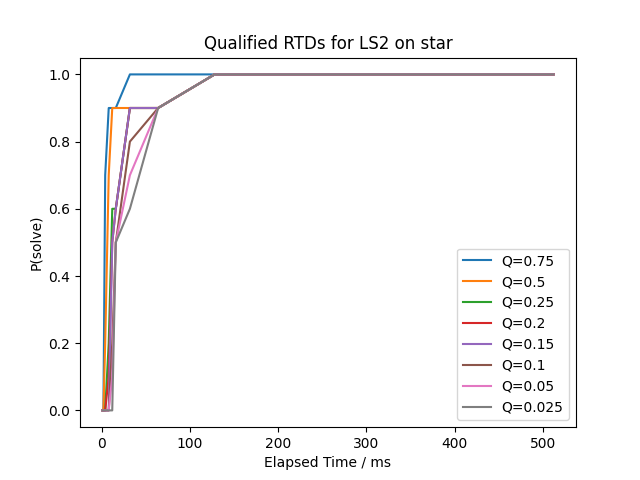 Qualified RTDs for LS2 on star
1.0
0.8
0.6
0.4
0.2
0.0
P(solve)
Q=0.75
Q=0.5
Q=0.25
Q=0.2
Q=0.15
Q=0.1
Q=0.05
Q=0.025
0 100 200 300 400 500
Elapsed Time / ms